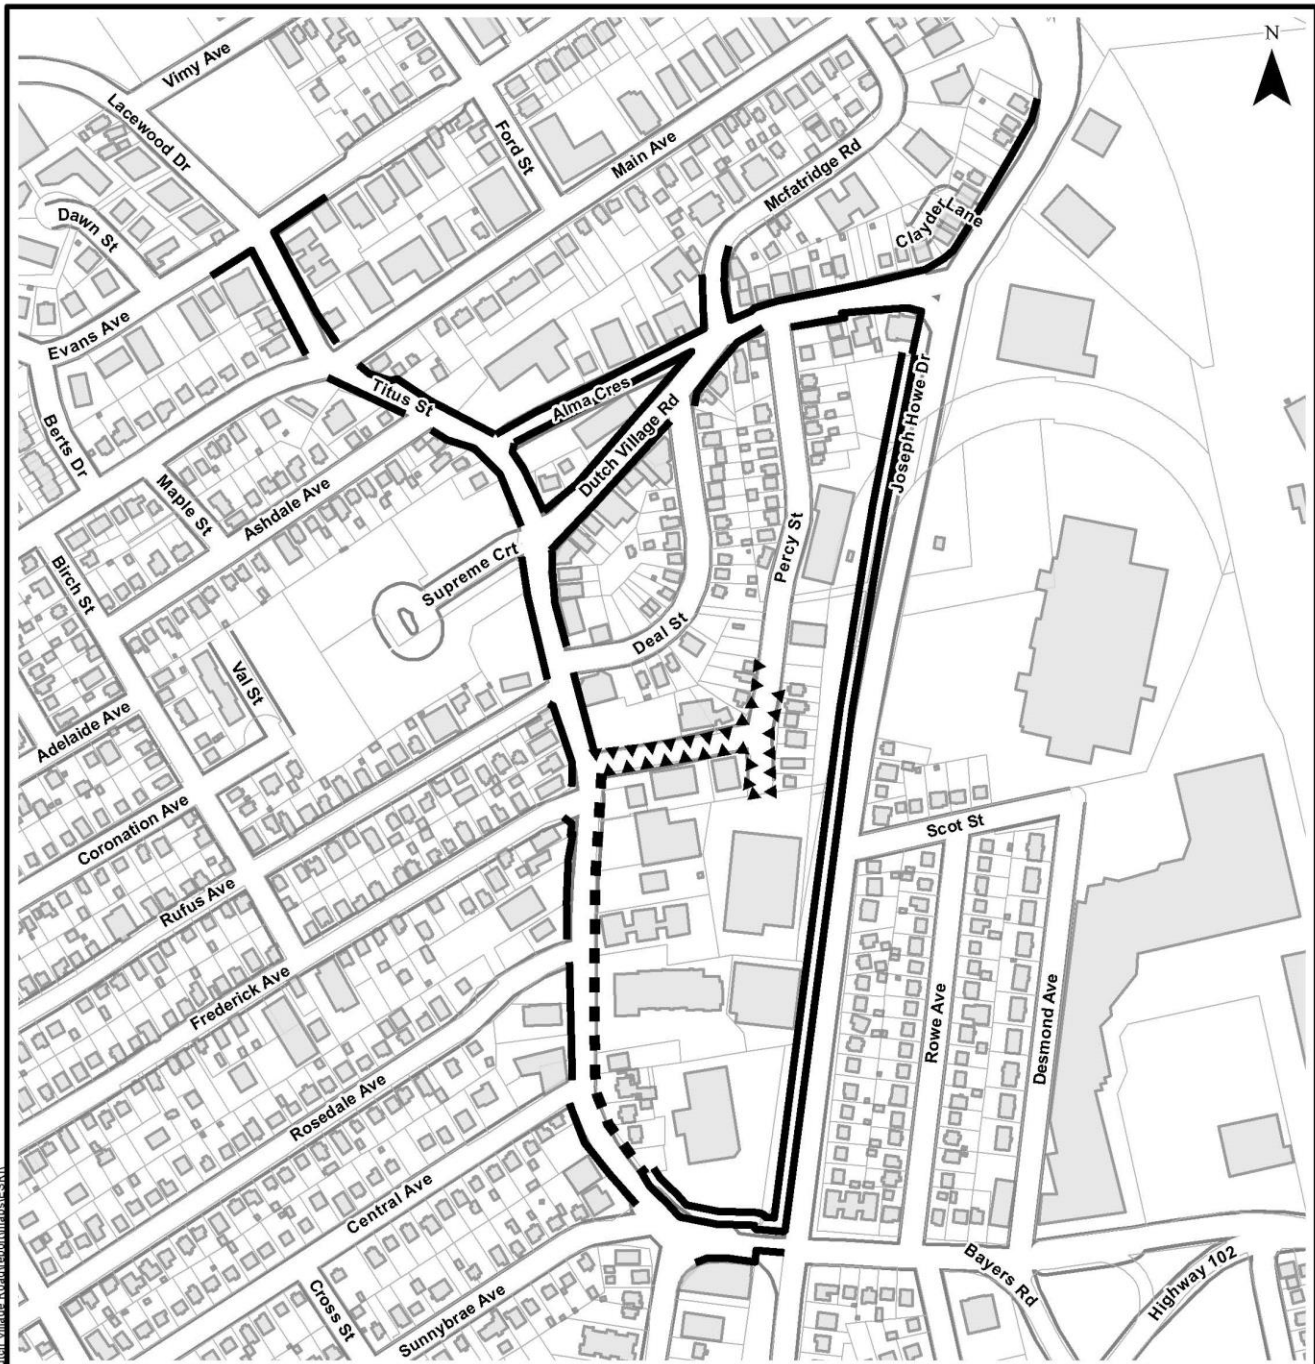 N
Vimy Ave
Lacewood Dr
Ford St
Main Ave
Mcfatridge Rd
Dawn St
Clayder Lane
Evans Ave
Titus St
Alma Cres
Joseph Howe Dr
Berts Dr
Dutch Village Rd
Maple St
Ashdale Ave
Percy St
Supreme Crt
Birch St
Deal St
Val St
Adelaide Ave
Coronation Ave
Scot St
Rufus Ave
Frederick Ave
Rowe Ave
Desmond Ave
Rosedale Ave
Central Ave
Bayers Rd
Highway 102
Cross St
Sunnybrae Ave